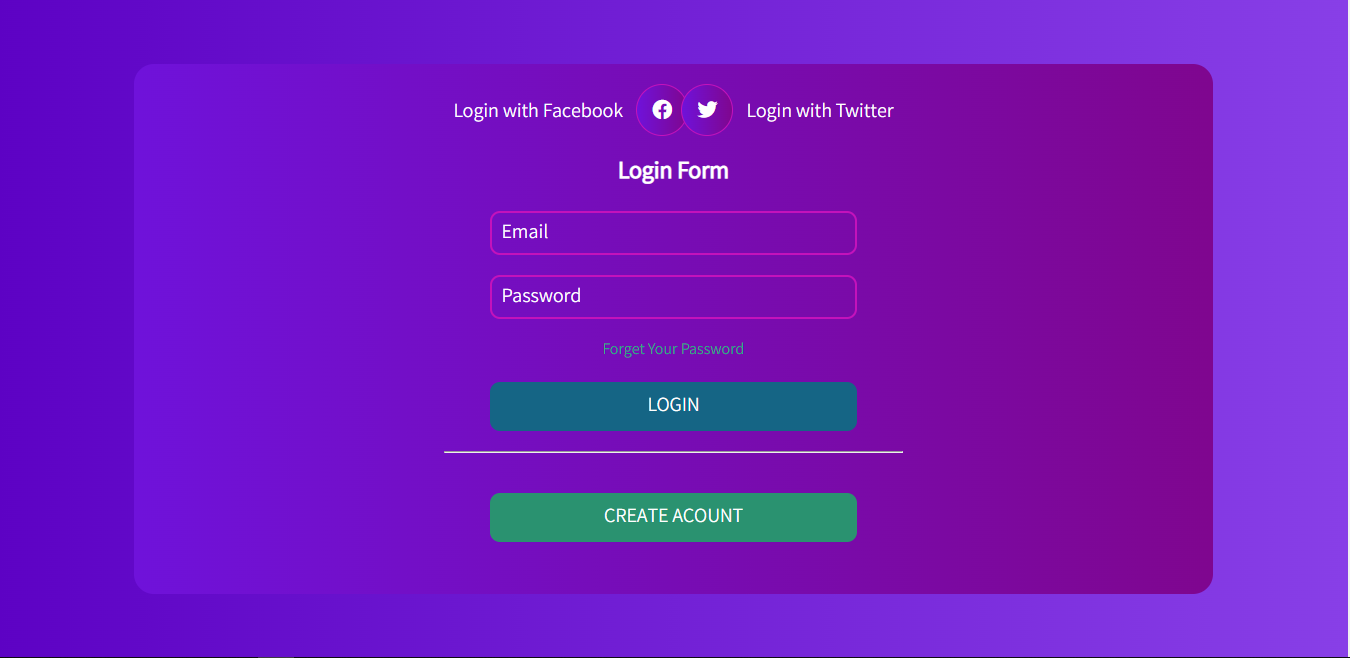 Login with Facebook Login with Twitter
Login Form
Email
Password
Forget Your Password
LOGIN
CREATE ACOUNT